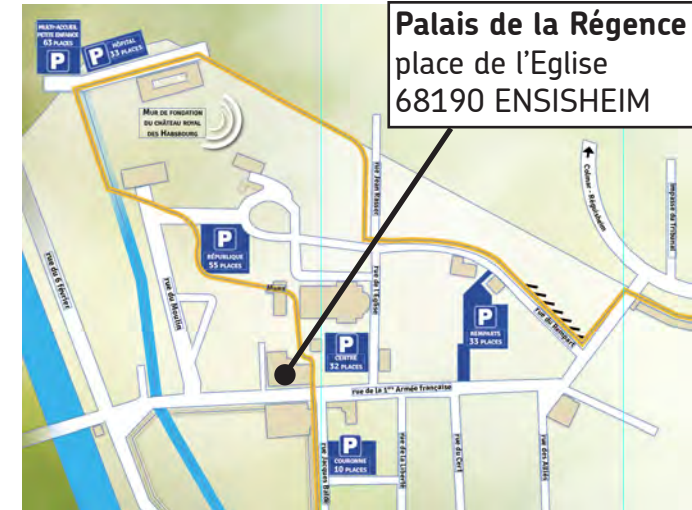 Palais de la Régence
place de l'Eglise
68190 ENSISHEIM
MULTI-ACCUEIL
PETITE ENFANCE
63 PLACES
P
P
HÔPITAL
33 PLACES
MUR DE FONDATION
DU CHÂTEAU ROYAL
DES HABSBOURG
rue Jean Rasser
Colmar - Réguisheim
Impasse du Tribunal
P
RÉPUBLIQUE
55 PLACES
rue du 6 février
rue du Moulin
Mairie
rue de l'Eglise
P
REMPARTS
33 PLACES
rue du Rempart
P
CENTRE
32 PLACES
rue de la 1ère Armée française
P
COURONNE
10 PLACES
rue Jacques Balde
rue de la Liberté
rue du Cerf
rue des Alliés